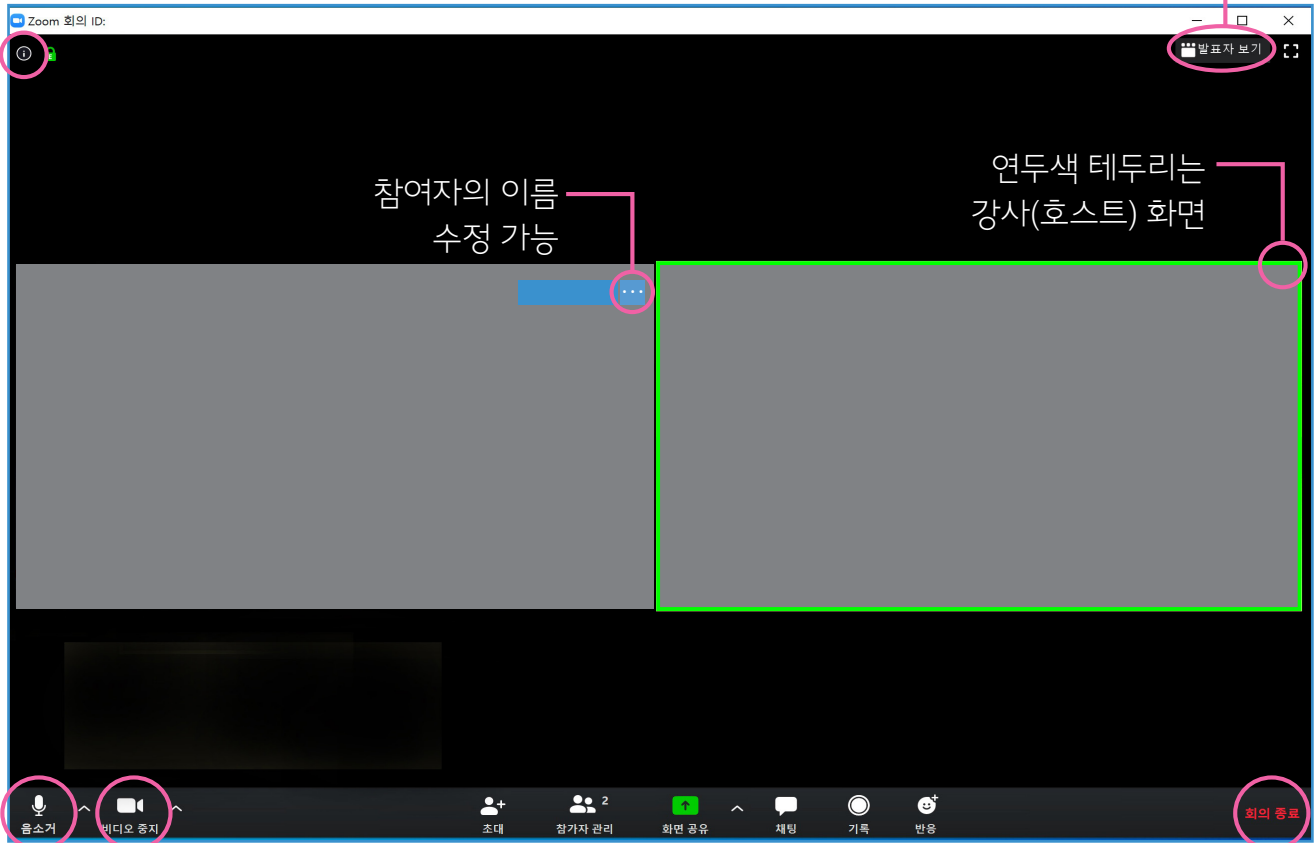 Zoom 회의 ID:
발표자 보기
연두색 테두리는
강사(호스트) 화면
참여자의 이름
수정 가능
음소거
비디오 중지
초대
참가자 관리
2
화면 공유
채팅
기록
반응
회의 종료